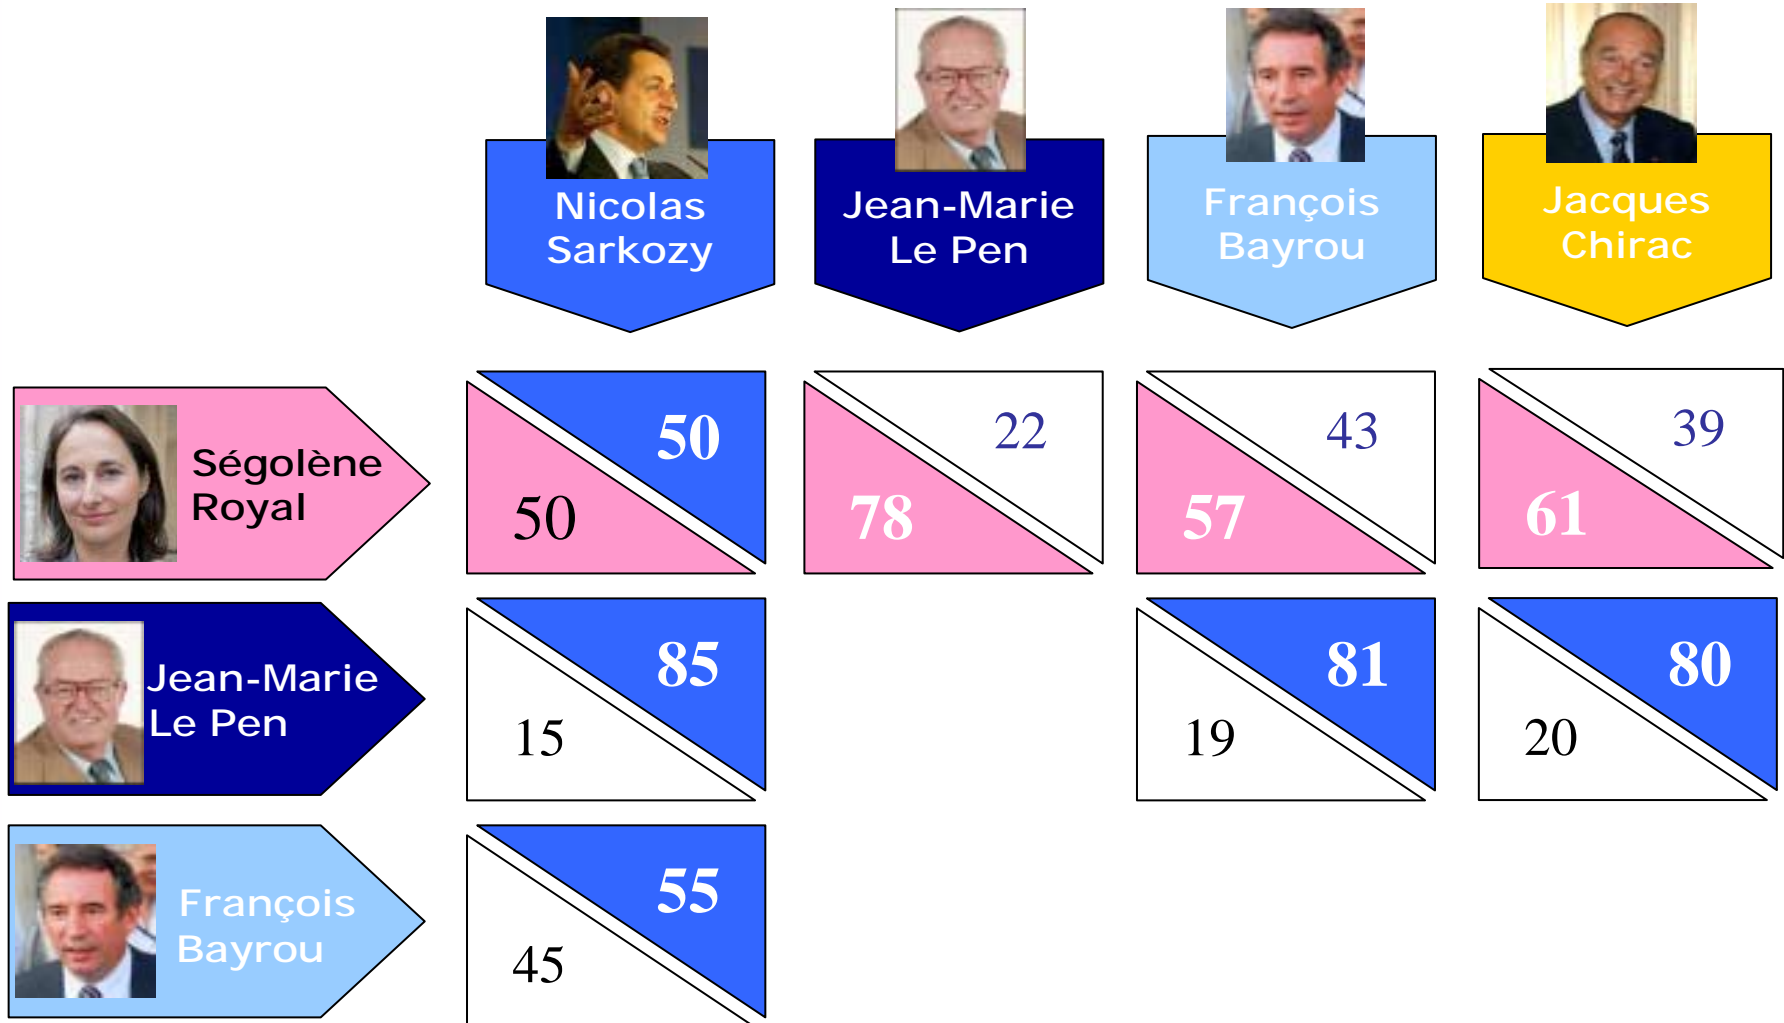 Nicolas
Sarkozy
Jean-Marie
Le Pen
François
Bayrou
Jacques
Chirac
Ségolène
Royal
50
50
22
78
43
57
39
61
Jean-Marie
Le Pen
85
15
81
19
80
20
François
Bayrou
55
45